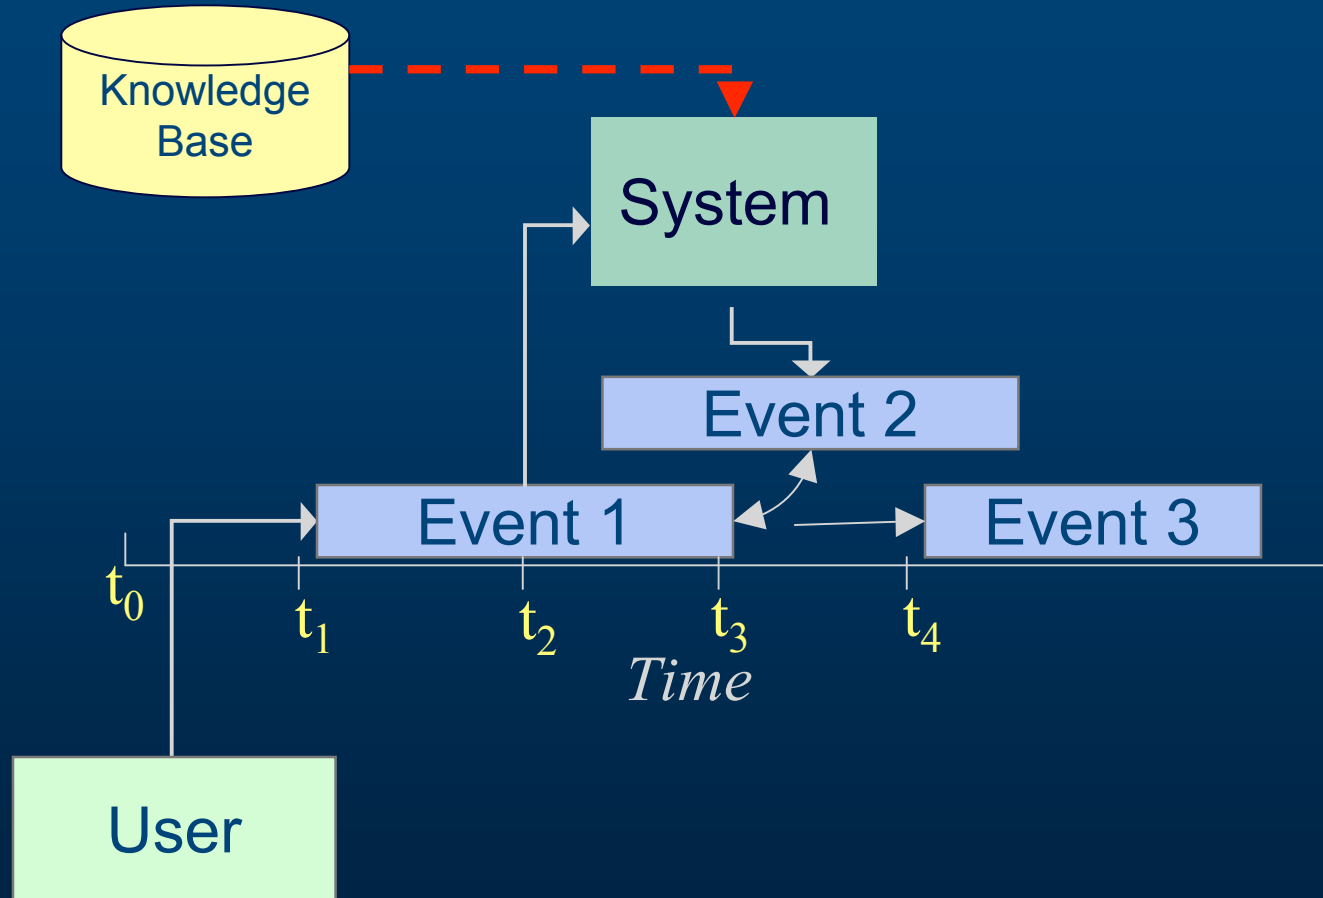 Knowledge
Base
System
Event 2
Event 1
Event 3
t0
t1
t2
t3
t4
Time
User